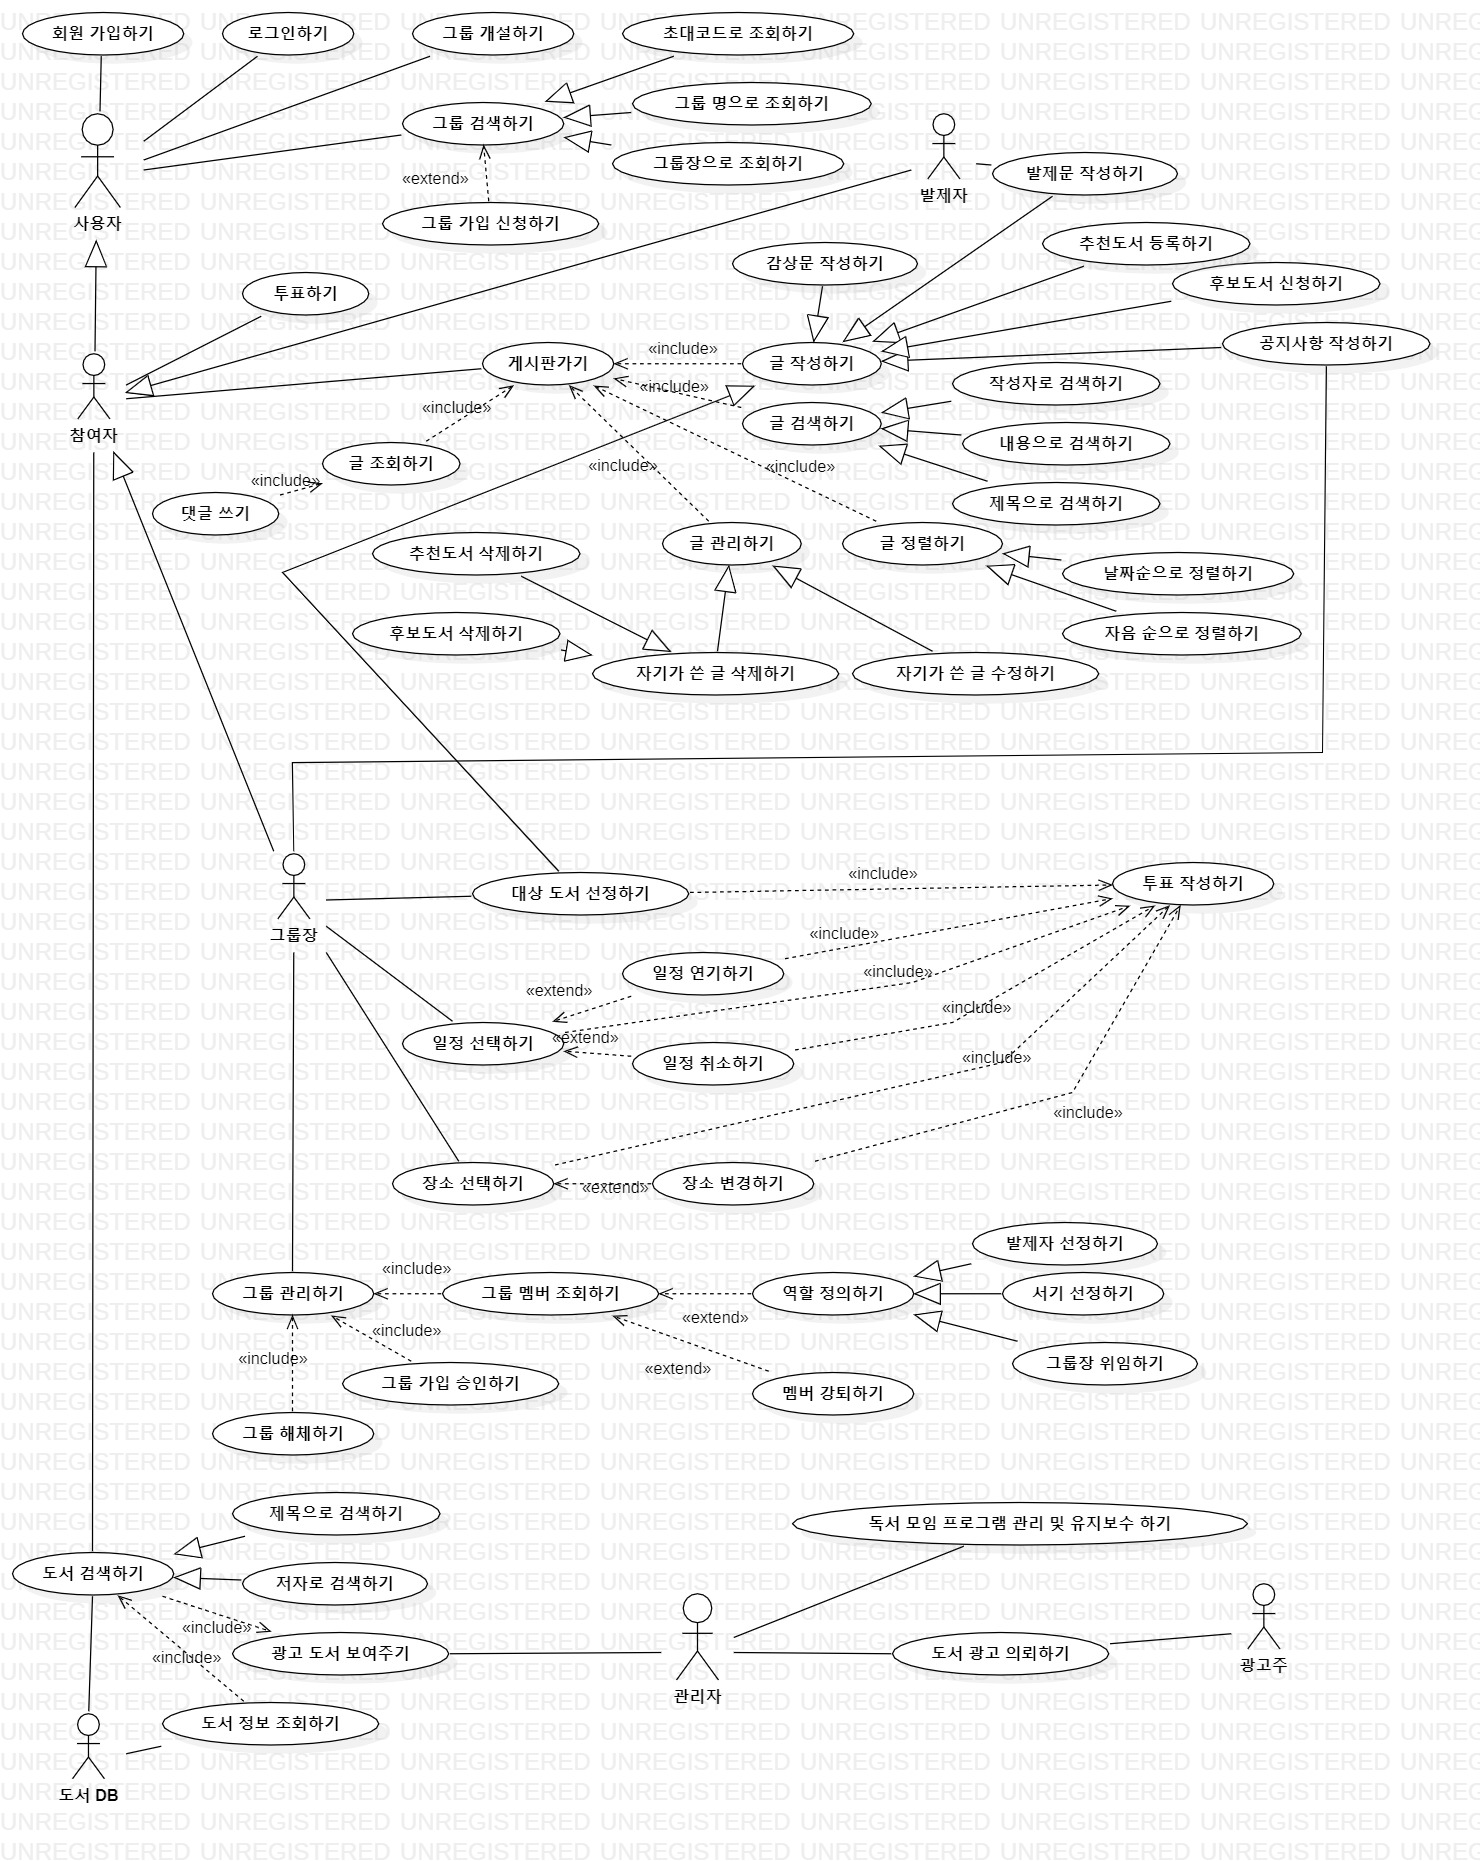 회원 가입하기
로그인하기
그룹 개설하기
초대코드로 조회하기
그룹 검색하기
그룹 명으로 조회하기
그룹장으로 조회하기
«extend»
그룹 가입 신청하기
사용자
발제자
발제문 작성하기
감상문 작성하기
추천도서 등록하기
후보도서 신청하기
공지사항 작성하기
투표하기
게시판가기
«include»
글 작성하기
«include»
작성자로 검색하기
글 검색하기
내용으로 검색하기
제목으로 검색하기
참여자
«include»
글 조회하기
«include»
댓글 쓰기
«include»
«include»
추천도서 삭제하기
글 관리하기
글 정렬하기
날짜순으로 정렬하기
자음 순으로 정렬하기
후보도서 삭제하기
자기가 쓴 글 삭제하기
자기가 쓴 글 수정하기
그룹장
대상 도서 선정하기
«include»
투표 작성하기
«include»
일정 연기하기
«include»
«extend»
«include»
일정 선택하기
«extend»
일정 취소하기
«include»
«include»
장소 선택하기
«extend»
장소 변경하기
발제자 선정하기
그룹 관리하기
«include»
그룹 멤버 조회하기
«extend»
역할 정의하기
서기 선정하기
그룹장 위임하기
«include»
«include»
그룹 가입 승인하기
«extend»
멤버 강퇴하기
그룹 해체하기
제목으로 검색하기
도서 검색하기
저자로 검색하기
«include»
광고 도서 보여주기
«include»
도서 정보 조회하기
도서 DB
독서 모임 프로그램 관리 및 유지보수 하기
관리자
도서 광고 의뢰하기
광고주
UNREGISTERED